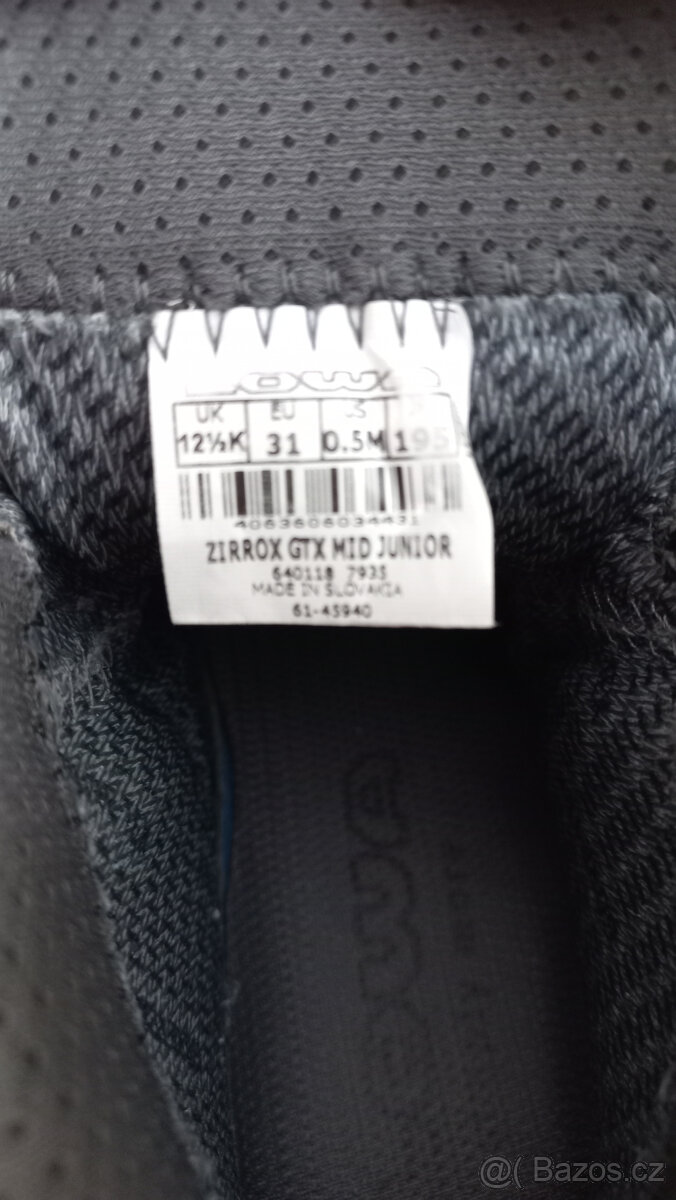 LOWA
UK EU US
12½K 31 0.5M 195
4063606034431
ZIRROX GTX MID JUNIOR
640118 7935
MADE IN SLOVAKIA
61-45940
LOWA
@( Bazos.cz